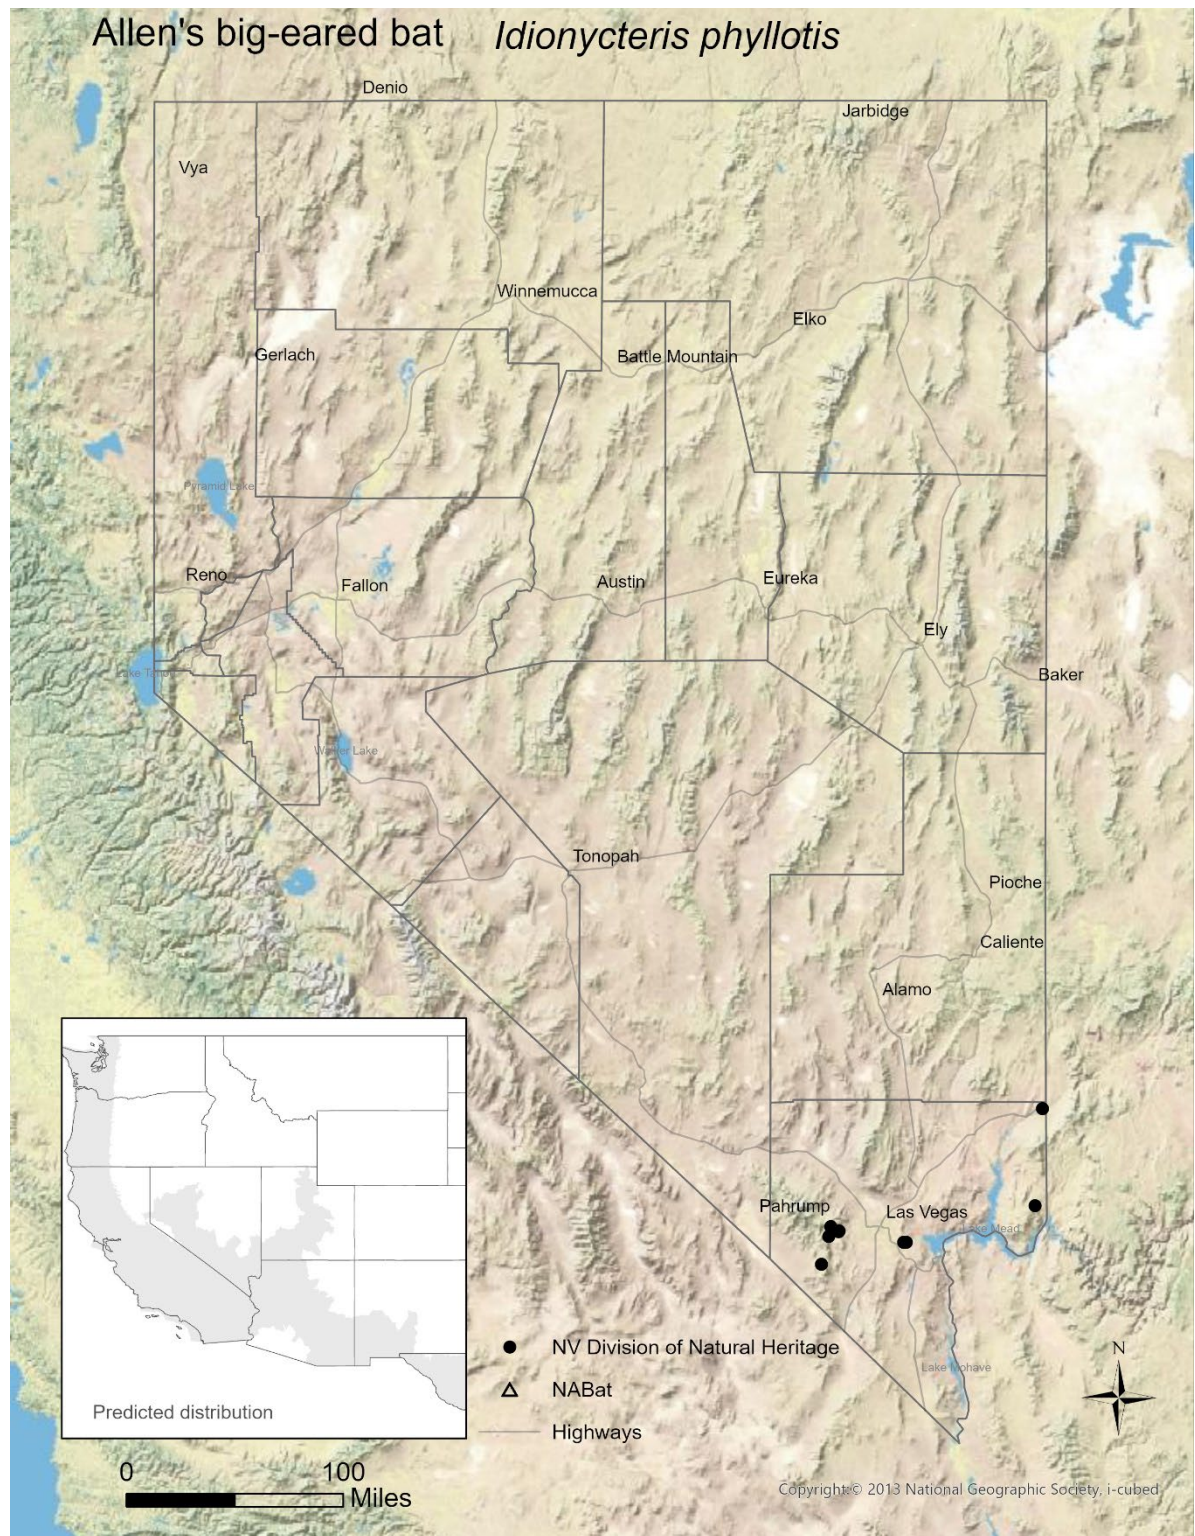 Allen's big-eared bat Idionycteris phyllotis
Denio
Jarbidge
Vya
Winnemucca
Elko
Gerlach
Battle Mountain
Pyramid Lake
Reno
Fallon
Austin
Eureka
Ely
Lake Tahoe
Baker
Walker Lake
Tonopah
Pioche
Caliente
Alamo
Pahrump
Las Vegas
Lake Mead
NV Division of Natural Heritage
N
Lake Mohave
NABat
Predicted distribution
Highways
0 100
Miles
Copyright:© 2013 National Geographic Society, i-cubed